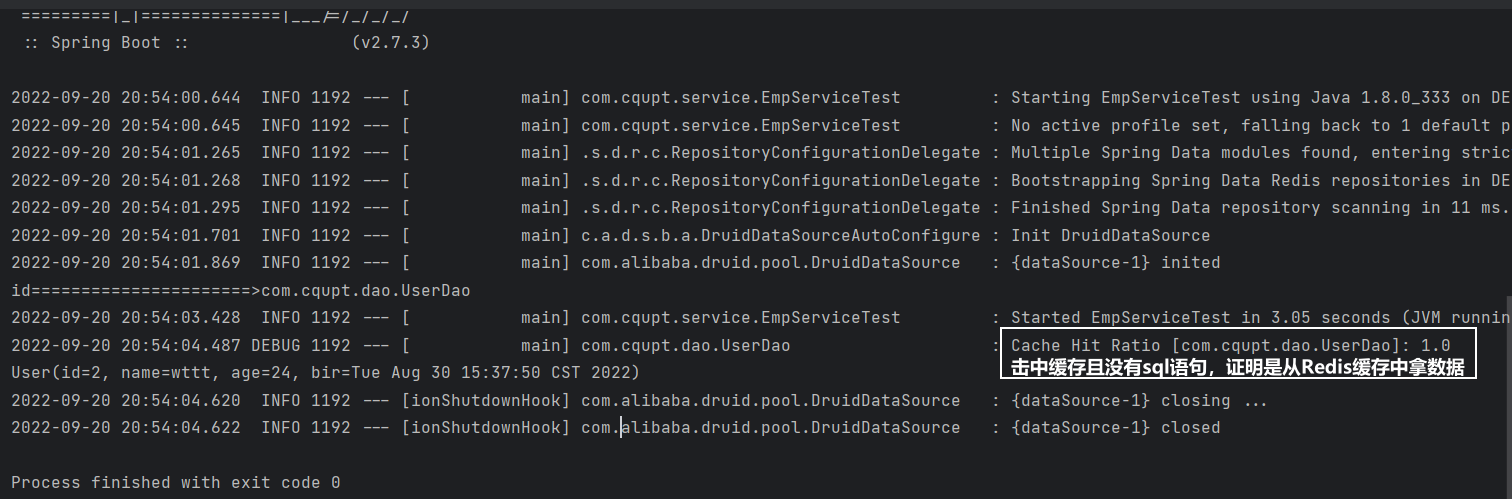 =========|_|==============|___/=/_/_/_/
:: Spring Boot ::                (v2.7.3)
2022-09-20 20:54:00.644  INFO 1192 --- [           main] com.cqupt.service.EmpServiceTest         : Starting EmpServiceTest using Java 1.8.0_333 on DE
2022-09-20 20:54:00.645  INFO 1192 --- [           main] com.cqupt.service.EmpServiceTest         : No active profile set, falling back to 1 default p
2022-09-20 20:54:01.265  INFO 1192 --- [           main] .s.d.r.c.RepositoryConfigurationDelegate : Multiple Spring Data modules found, entering stric
2022-09-20 20:54:01.268  INFO 1192 --- [           main] .s.d.r.c.RepositoryConfigurationDelegate : Bootstrapping Spring Data Redis repositories in DE
2022-09-20 20:54:01.295  INFO 1192 --- [           main] .s.d.r.c.RepositoryConfigurationDelegate : Finished Spring Data repository scanning in 11 ms.
2022-09-20 20:54:01.701  INFO 1192 --- [           main] c.a.d.s.b.a.DruidDataSourceAutoConfigure : Init DruidDataSource
2022-09-20 20:54:01.869  INFO 1192 --- [           main] com.alibaba.druid.pool.DruidDataSource   : {dataSource-1} inited
id======================>com.cqupt.dao.UserDao
2022-09-20 20:54:03.428  INFO 1192 --- [           main] com.cqupt.service.EmpServiceTest         : Started EmpServiceTest in 3.05 seconds (JVM runnin
2022-09-20 20:54:04.487 DEBUG 1192 --- [           main] com.cqupt.dao.UserDao                    : Cache Hit Ratio [com.cqupt.dao.UserDao]: 1.0
User(id=2, name=wttt, age=24, bir=Tue Aug 30 15:37:50 CST 2022)
击中缓存且没有sql语句，证明是从Redis缓存中拿数据
2022-09-20 20:54:04.620  INFO 1192 --- [ionShutdownHook] com.alibaba.druid.pool.DruidDataSource   : {dataSource-1} closing ...
2022-09-20 20:54:04.622  INFO 1192 --- [ionShutdownHook] com.alibaba.druid.pool.DruidDataSource   : {dataSource-1} closed
Process finished with exit code 0